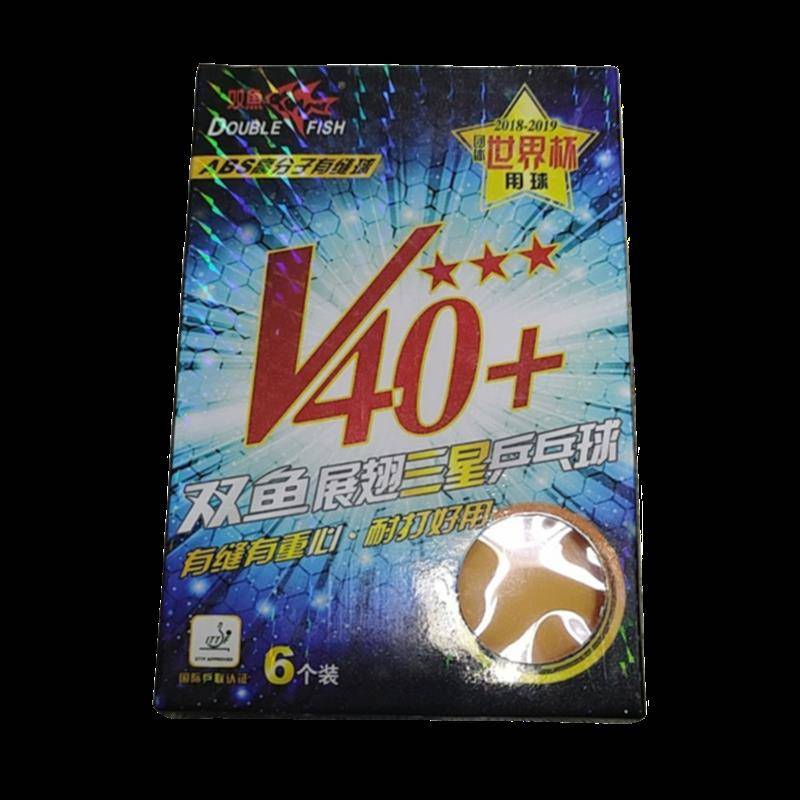 双鱼
DOUBLE FISH
ABS高分子有缝球
2018-2019
团体
世界杯
用球
V40+
双鱼展翅三星乒乓球
有缝有重心·耐打好用
ITTF
ITTF APPROVED
国际乒联认证
6个装